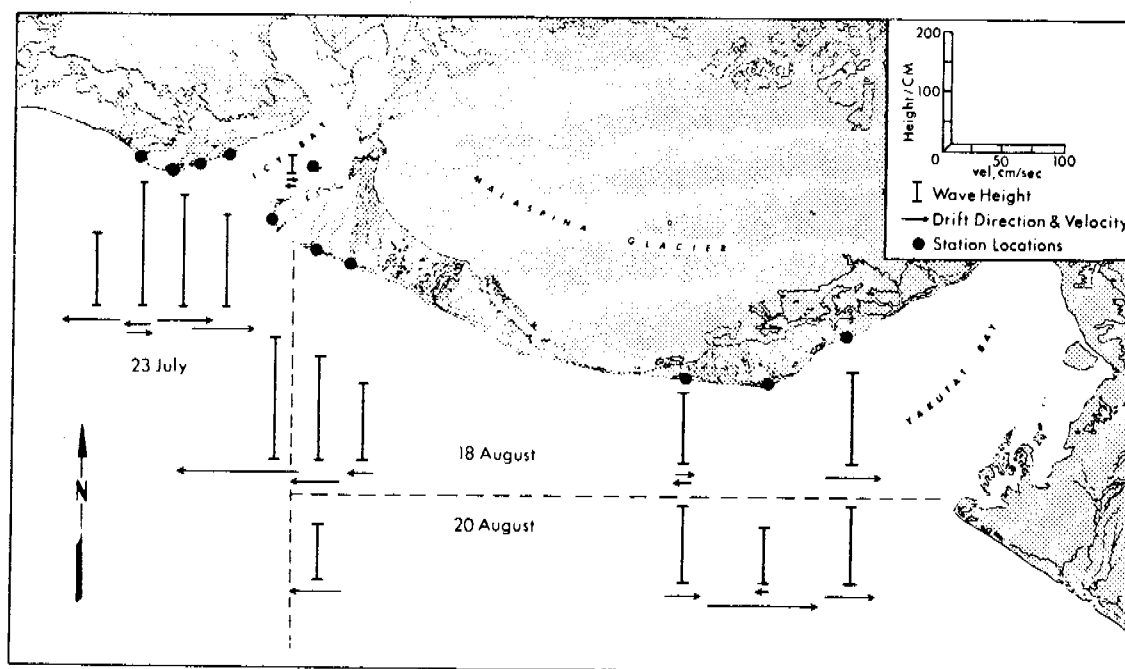 200
100
Height / CM
0
50
100
vel, cm/sec
Wave Height
Drift Direction & Velocity
Station Locations
ICY BAY
MALASPINA GLACIER
YAKUTAT BAY
23 July
18 August
20 August
N